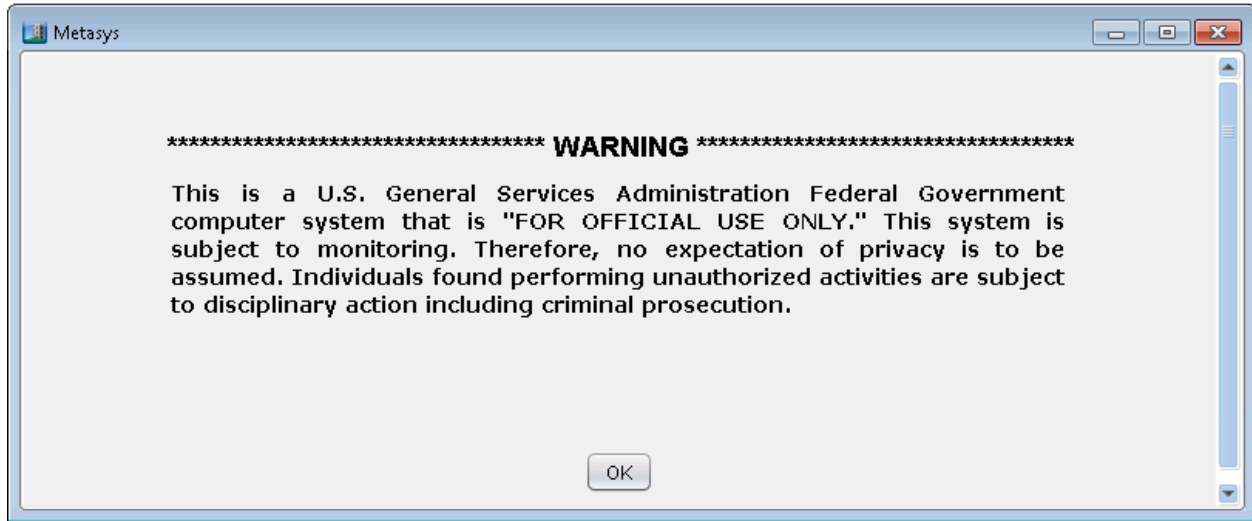 Metasys
*********************************** WARNING ***********************************
This is a U.S. General Services Administration Federal Government
computer system that is "FOR OFFICIAL USE ONLY." This system is
subject to monitoring. Therefore, no expectation of privacy is to be
assumed. Individuals found performing unauthorized activities are subject
to disciplinary action including criminal prosecution.
OK